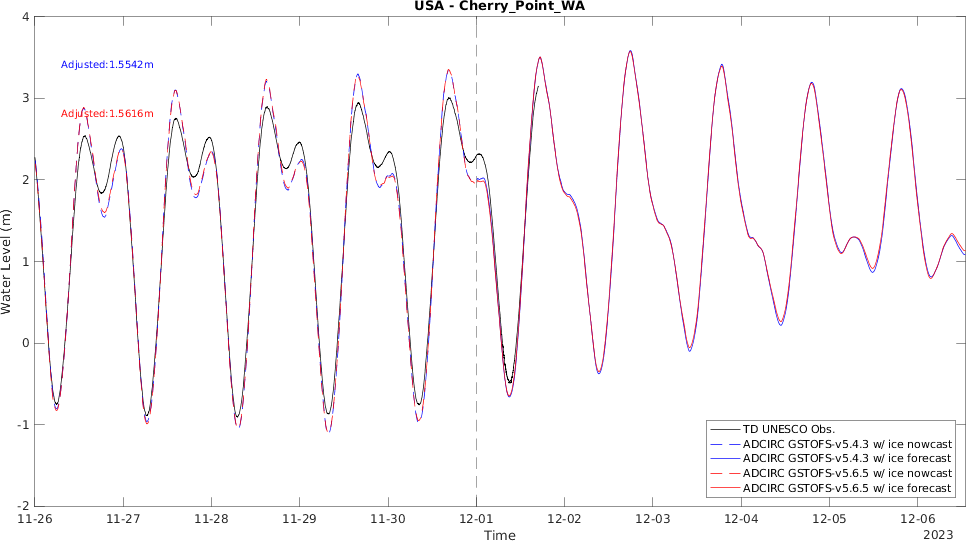 USA - Cherry_Point_WA
Adjusted:1.5542m
Adjusted:1.5616m
Water Level (m)
4
3
2
1
0
-1
-2
TD UNESCO Obs.
ADCIRC GSTOFS-v5.4.3 w/ ice nowcast
ADCIRC GSTOFS-v5.4.3 w/ ice forecast
ADCIRC GSTOFS-v5.6.5 w/ ice nowcast
ADCIRC GSTOFS-v5.6.5 w/ ice forecast
11-26 11-27 11-28 11-29 11-30 12-01 12-02 12-03 12-04 12-05 12-06
Time
2023